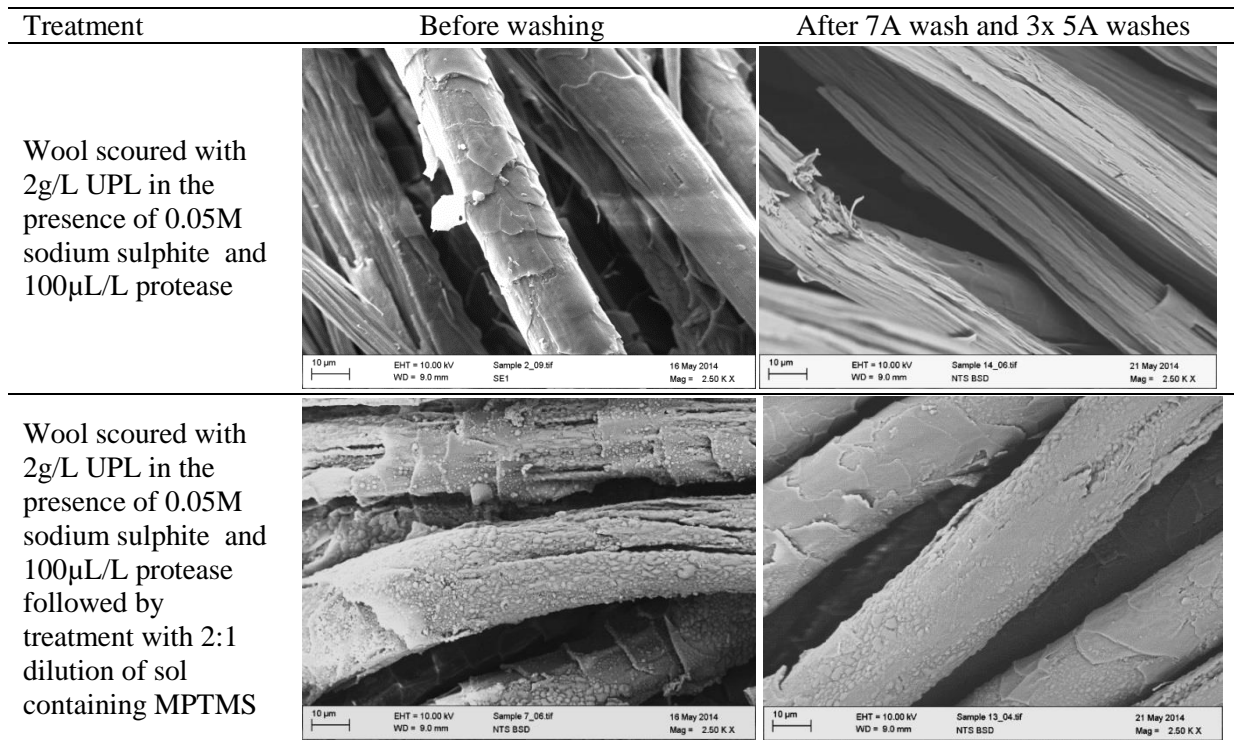 Treatment Before washing After 7A wash and 3x 5A washes
Wool scoured with
2g/L UPL in the
presence of 0.05M
sodium sulphite and
100µL/L protease
10 µm EHT = 10.00 kV Sample 2_09.tif 16 May 2014
WD = 9.0 mm SE1 Mag = 2.50 K X
10 µm EHT = 10.00 kV Sample 14_06.tif 21 May 2014
WD = 9.0 mm NTS BSD Mag = 2.50 K X
Wool scoured with
2g/L UPL in the
presence of 0.05M
sodium sulphite and
100µL/L protease
followed by
treatment with 2:1
dilution of sol
containing MPTMS
10 µm EHT = 10.00 kV Sample 7_06.tif 16 May 2014
WD = 9.0 mm NTS BSD Mag = 2.50 K X
10 µm EHT = 10.00 kV Sample 13_04.tif 21 May 2014
WD = 9.0 mm NTS BSD Mag = 2.50 K X